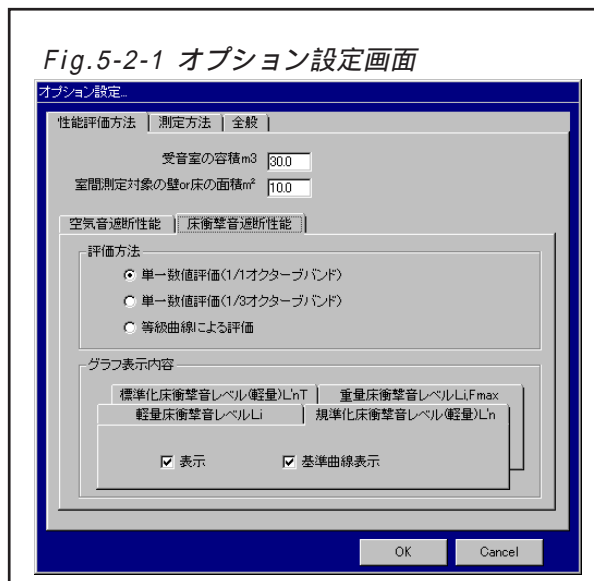 Fig.5-2-1 オプション設定画面
オプション設定...
性能評価方法 測定方法 全般
受音室の容積m3 30.0
室間測定対象の壁or床の面積m² 10.0
空気音遮断性能 床衝撃音遮断性能
評価方法
単一数値評価(1/1オクターブバンド)
単一数値評価(1/3オクターブバンド)
等級曲線による評価
グラフ表示内容
標準化床衝撃音レベル(軽量)L'nT 重量床衝撃音レベルLi,Fmax
軽量床衝撃音レベルLi 規準化床衝撃音レベル(軽量)L'n
表示 基準曲線表示
OK Cancel